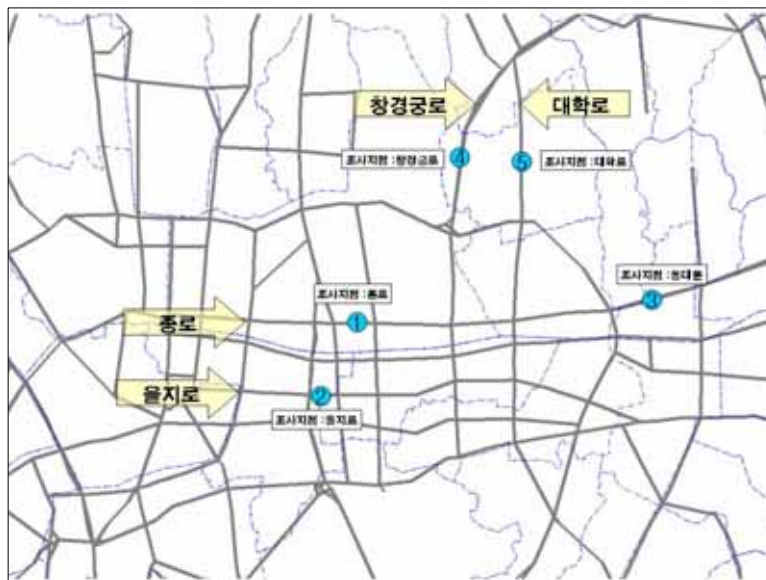 창경궁로
대학로
조사지점 :창경궁로
④
⑤
조사지점 :대학로
조사지점 :동대문
③
조사지점 :종로
종로
①
을지로
②
조사지점 :을지로